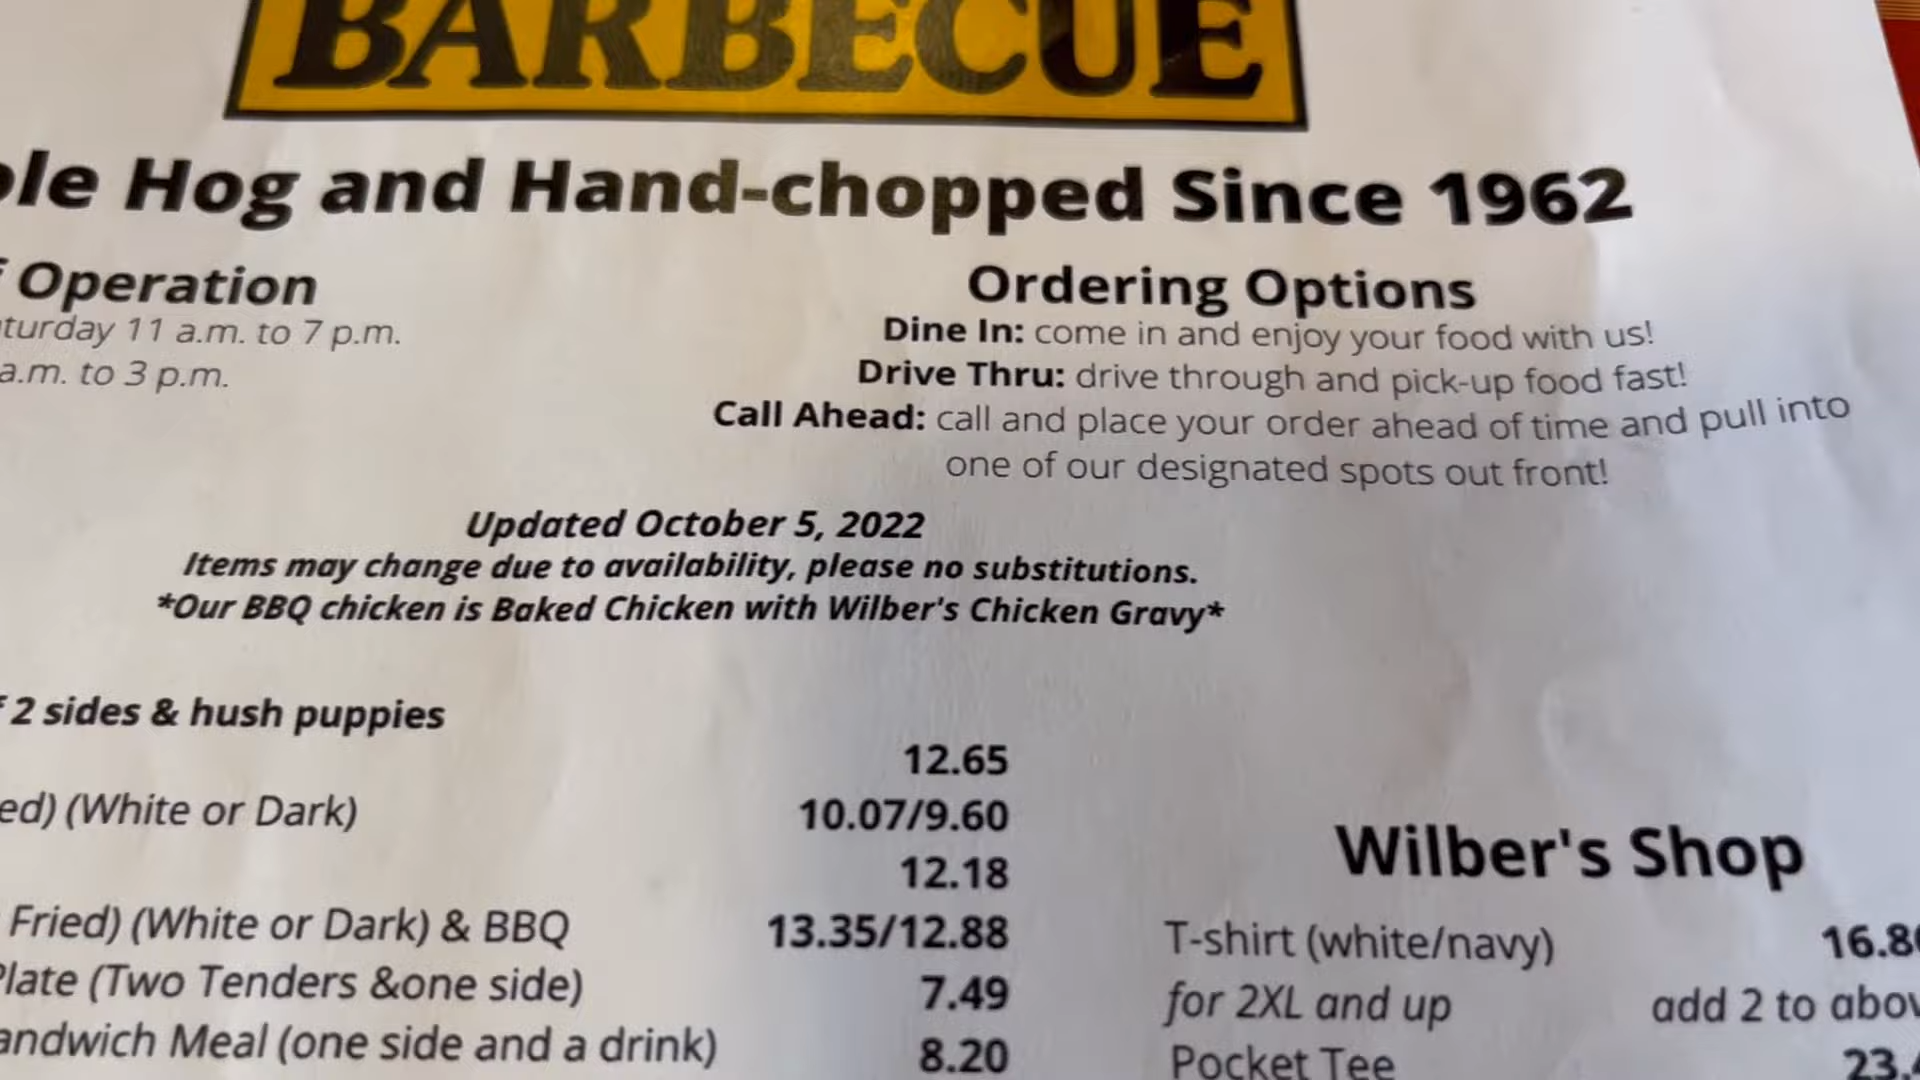 BARBECUE
Hog and Hand-chopped Since 1962
Operation
11 a.m. to 7 p.m.
a.m. to 3 p.m.
Ordering Options
Dine In: come in and enjoy your food with us!
Drive Thru: drive through and pick-up food fast!
Call Ahead: call and place your order ahead of time and pull into
one of our designated spots out front!
Updated October 5, 2022
Items may change due to availability, please no substitutions.
*Our BBQ chicken is Baked Chicken with Wilber's Chicken Gravy*
2 sides & hush puppies
12.65
(White or Dark) 10.07/9.60
12.18
Fried) (White or Dark) & BBQ 13.35/12.88
(Two Tenders &one side) 7.49
Meal (one side and a drink) 8.20
Wilber's Shop
T-shirt (white/navy)
for 2XL and up add 2 to
Pocket Tee